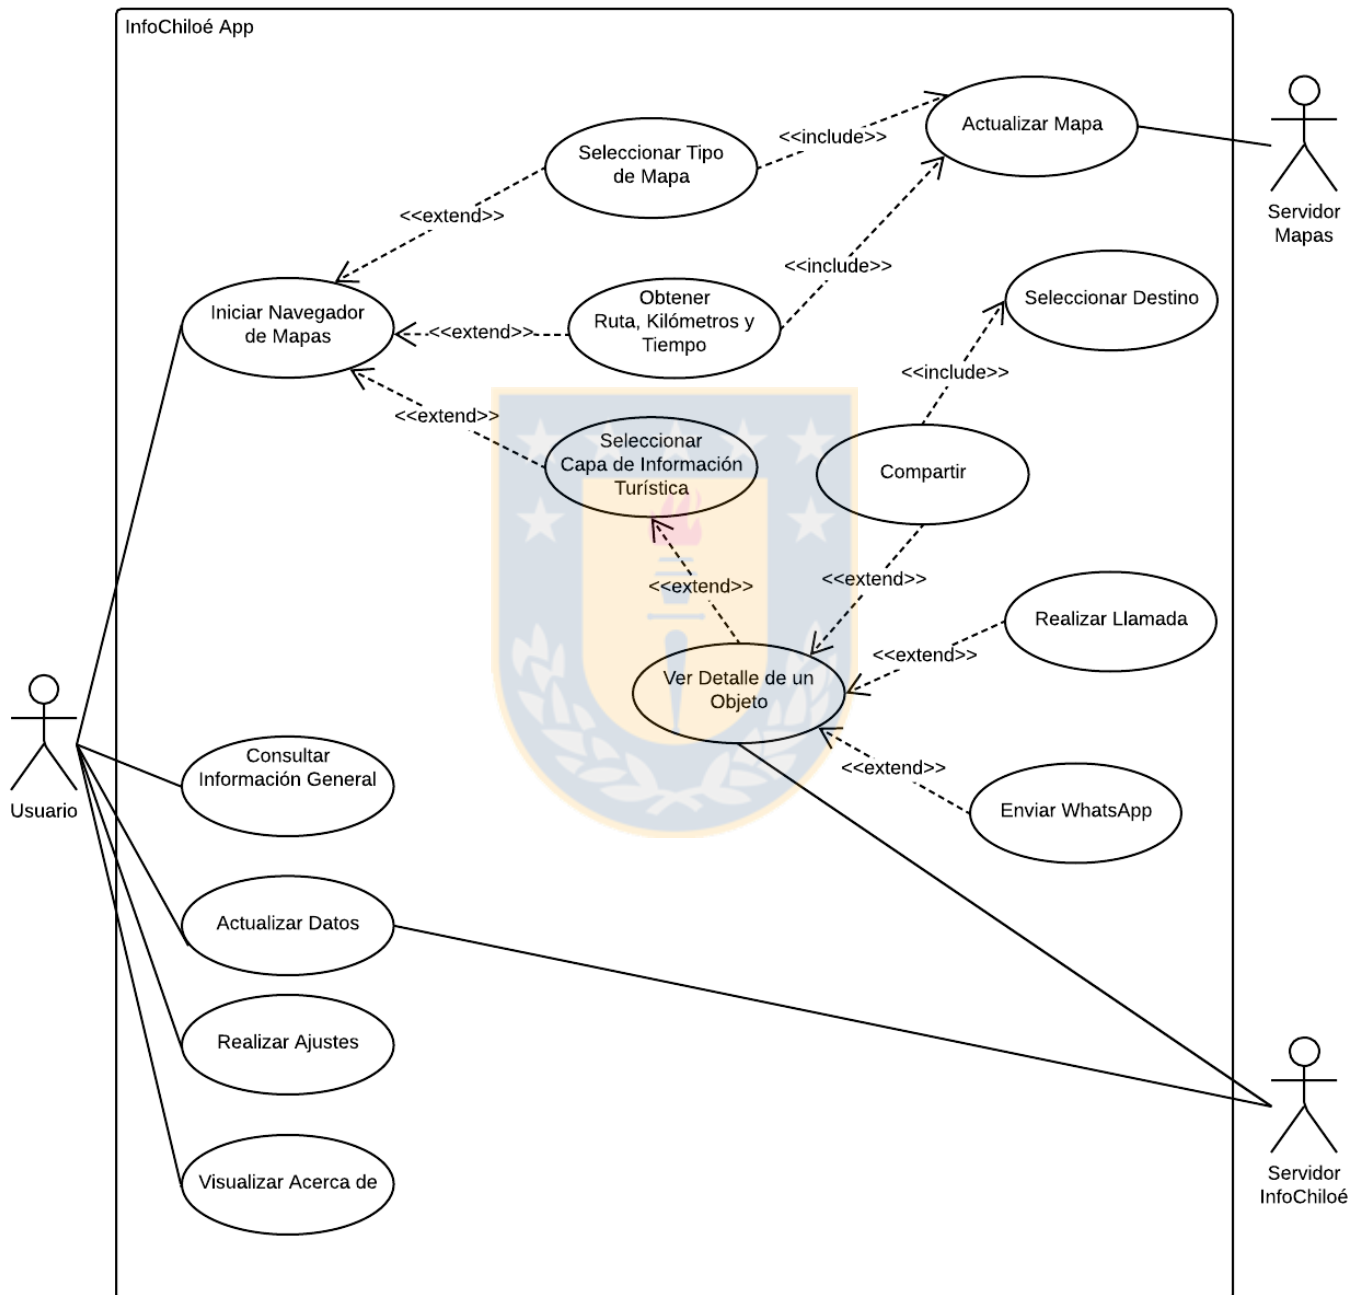 InfoChiloé App
Actualizar Mapa
<<include>>
Seleccionar Tipo
de Mapa
Servidor
Mapas
<<extend>>
<<include>>
Seleccionar Destino
Iniciar Navegador
de Mapas
Obtener
Ruta, Kilómetros y
Tiempo
<<extend>>
<<include>>
<<extend>>
Seleccionar
Capa de Información
Turística
Compartir
<<extend>>
<<extend>>
Realizar Llamada
<<extend>>
Ver Detalle de un
Objeto
Consultar
Información General
<<extend>>
Usuario
Enviar WhatsApp
Actualizar Datos
Realizar Ajustes
Visualizar Acerca de
Servidor
InfoChiloé